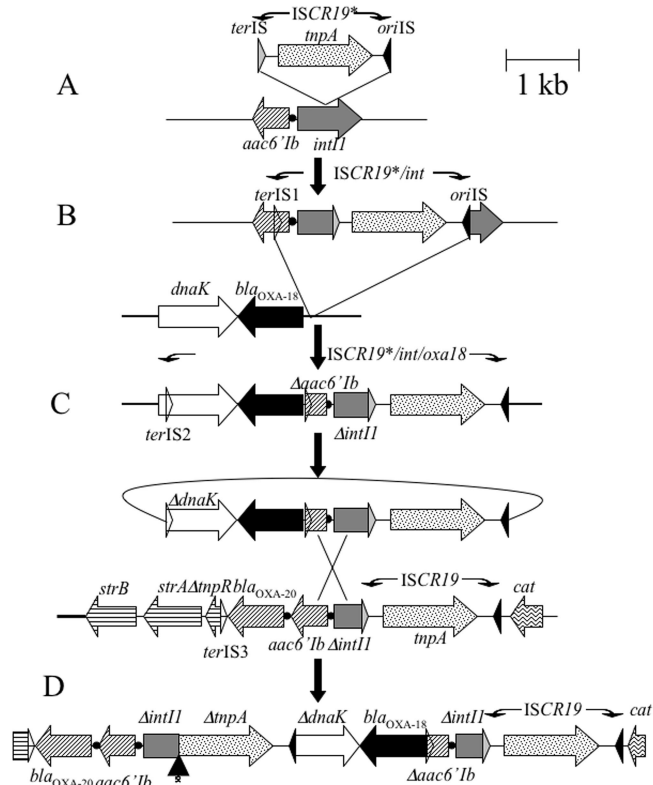 ISCR19*
terIS tnpA oriIS
A
1 kb
aac6'Ib intI1
ISCR19*/int
terIS1 oriIS
B
dnaK blaOXA-18
ISCR19*/int/oxa18
Δaac6'Ib
C
terIS2 ΔintI1
ΔdnaK
ISCR19
strB strA ΔtnpR blaOXA-20 cat
terIS3 aac6'Ib ΔintI1 tnpA
D
ΔintI1 ΔtnpA ΔdnaK blaOXA-18 ΔintI1 ISCR19 cat
blaOXA-20 aac6'Ib Δaac6'Ib